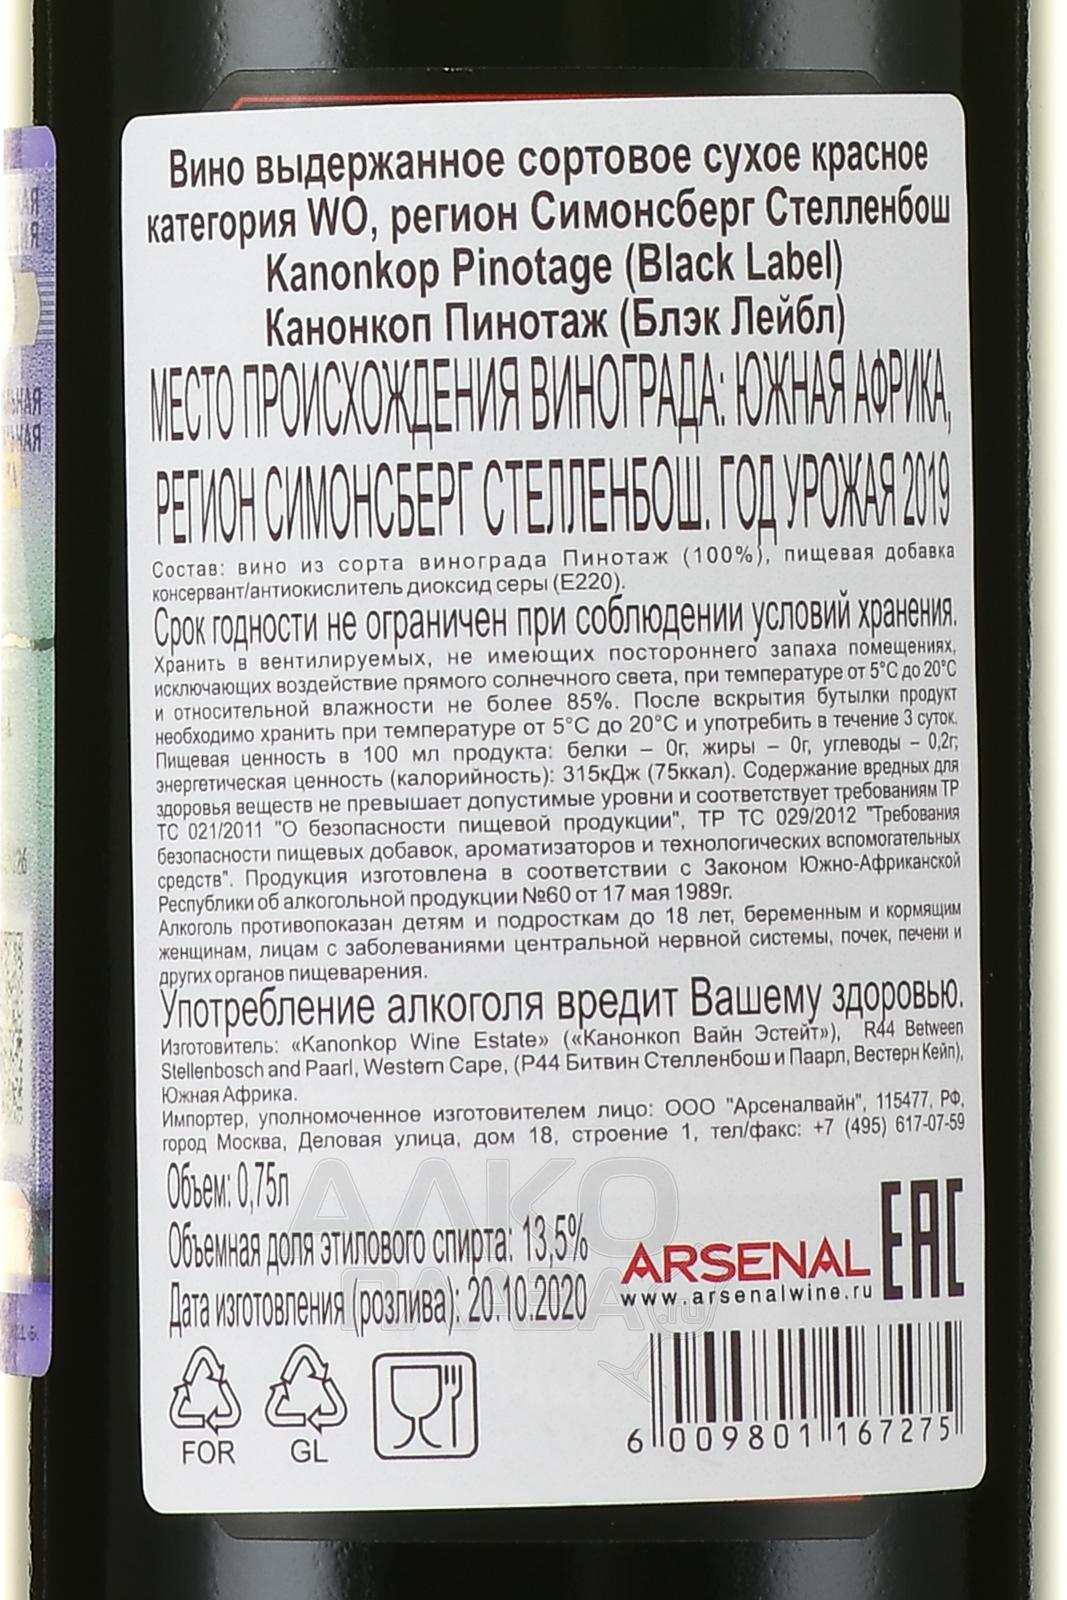 Вино выдержанное сортовое сухое красное
категория WO, регион Симонсберг Стелленбош
Kanonkop Pinotage (Black Label)
Канонкоп Пинотаж (Блэк Лейбл)
МЕСТО ПРОИСХОЖДЕНИЯ ВИНОГРАДА: ЮЖНАЯ АФРИКА,
РЕГИОН СИМОНСБЕРГ СТЕЛЛЕНБОШ. ГОД УРОЖАЯ 2019
Состав: вино из сорта винограда Пинотаж (100%), пищевая добавка
консервант/антиокислитель диоксид серы (Е220).
Срок годности не ограничен при соблюдении условий хранения.
Хранить в вентилируемых, не имеющих постороннего запаха помещениях,
исключающих воздействие прямого солнечного света, при температуре от 5°С до 20°С
и относительной влажности не более 85%. После вскрытия бутылки продукт
необходимо хранить при температуре от 5°С до 20°С и употребить в течение 3 суток.
Пищевая ценность в 100 мл продукта: белки – 0г, жиры – 0г, углеводы – 0,2г;
энергетическая ценность (калорийность): 315кДж (75ккал). Содержание вредных для
здоровья веществ не превышает допустимые уровни и соответствует требованиям ТР
ТС 021/2011 "О безопасности пищевой продукции", ТР ТС 029/2012 "Требования
безопасности пищевых добавок, ароматизаторов и технологических вспомогательных
средств". Продукция изготовлена в соответствии с Законом Южно-Африканской
Республики об алкогольной продукции №60 от 17 мая 1989г.
Алкоголь противопоказан детям и подросткам до 18 лет, беременным и кормящим
женщинам, лицам с заболеваниями центральной нервной системы, почек, печени и
других органов пищеварения.
Употребление алкоголя вредит Вашему здоровью.
Изготовитель: «Kanonkop Wine Estate» («Канонкоп Вайн Эстейт»), R44 Between
Stellenbosch and Paarl, Western Cape, (Р44 Битвин Стелленбош и Паарл, Вестерн Кейп),
Южная Африка.
Импортер, уполномоченное изготовителем лицо: ООО "Арсеналвайн", 115477, РФ,
город Москва, Деловая улица, дом 18, строение 1, тел/факс: +7 (495) 617-07-59
Объем: 0,75л
Объемная доля этилового спирта: 13,5%
Дата изготовления (розлива): 20.10.2020
ARSENAL
www.arsenalwine.ru
EAC
АЛКО
ПЛАZА.ru
FOR
GL
6 009801 167275